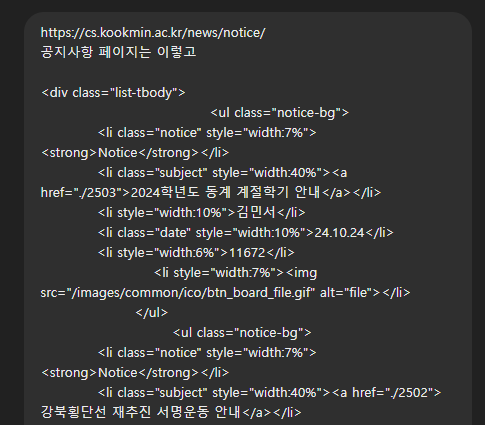 https://cs.kookmin.ac.kr/news/notice/
공지사항 페이지는 이렇고
<div class="list-tbody">
<ul class="notice-bg">
<li class="notice" style="width:7%">
<strong>Notice</strong></li>
<li class="subject" style="width:40%"><a
href="./2503">2024학년도 동계 계절학기 안내</a></li>
<li style="width:10%">김민서</li>
<li class="date" style="width:10%">24.10.24</li>
<li style="width:6%">11672</li>
<li style="width:7%"><img
src="/images/common/ico/btn_board_file.gif" alt="file"></li>
</ul>
<ul class="notice-bg">
<li class="notice" style="width:7%">
<strong>Notice</strong></li>
<li class="subject" style="width:40%"><a href="./2502">
강북횡단선 재추진 서명운동 안내</a></li>